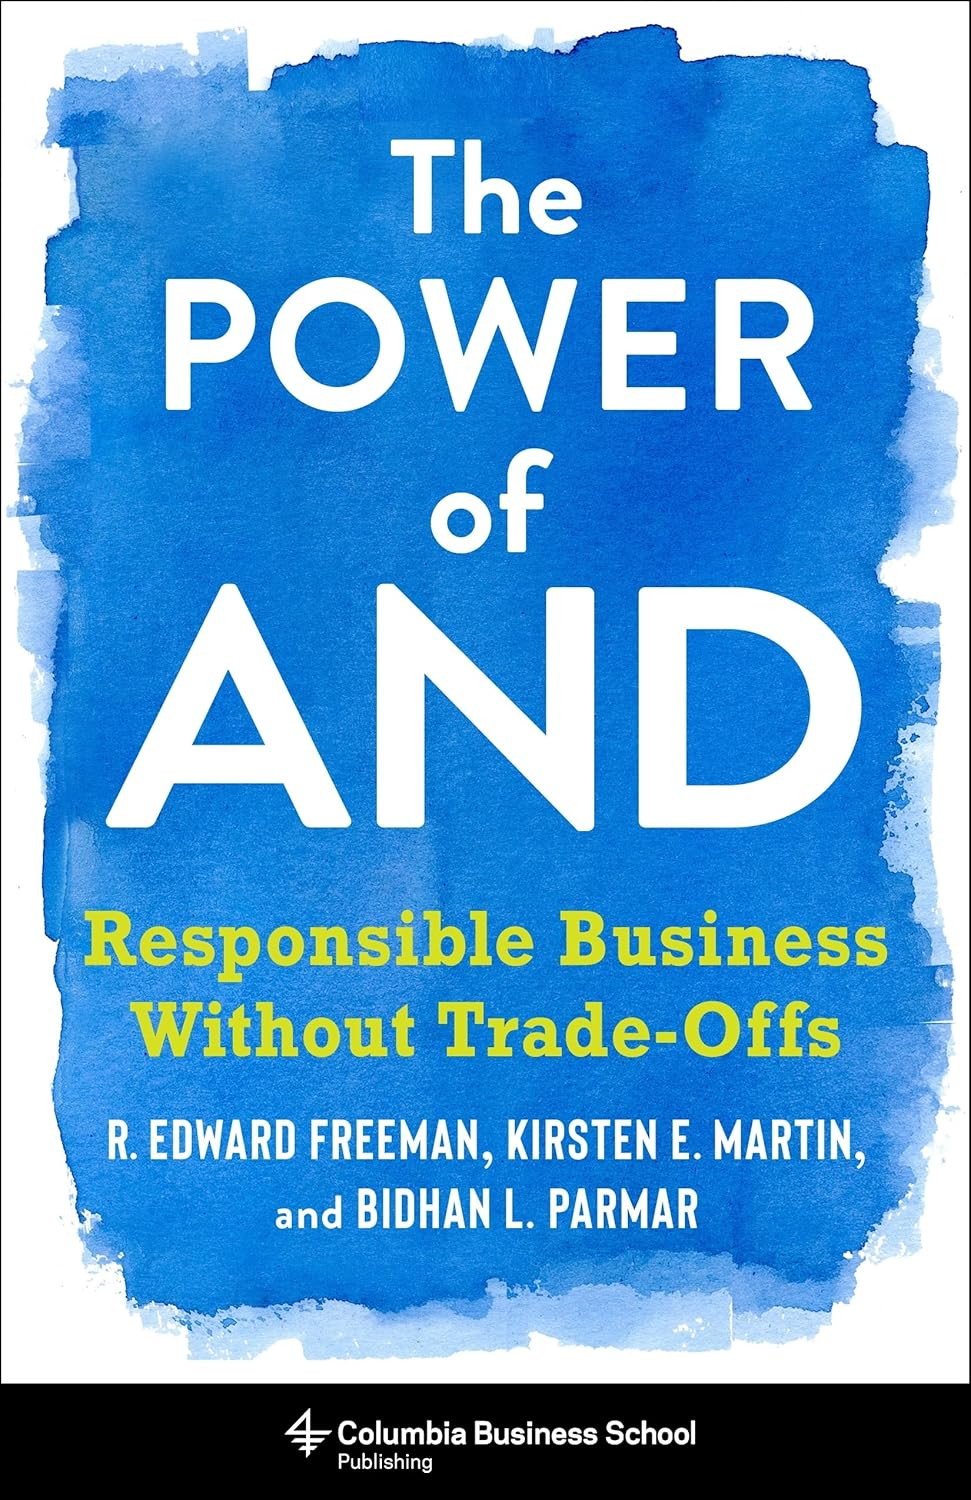 The
POWER
of
AND
Responsible Business
Without Trade-Offs
R. EDWARD FREEMAN, KIRSTEN E. MARTIN,
and BIDHAN L. PARMAR
Columbia Business School
Publishing